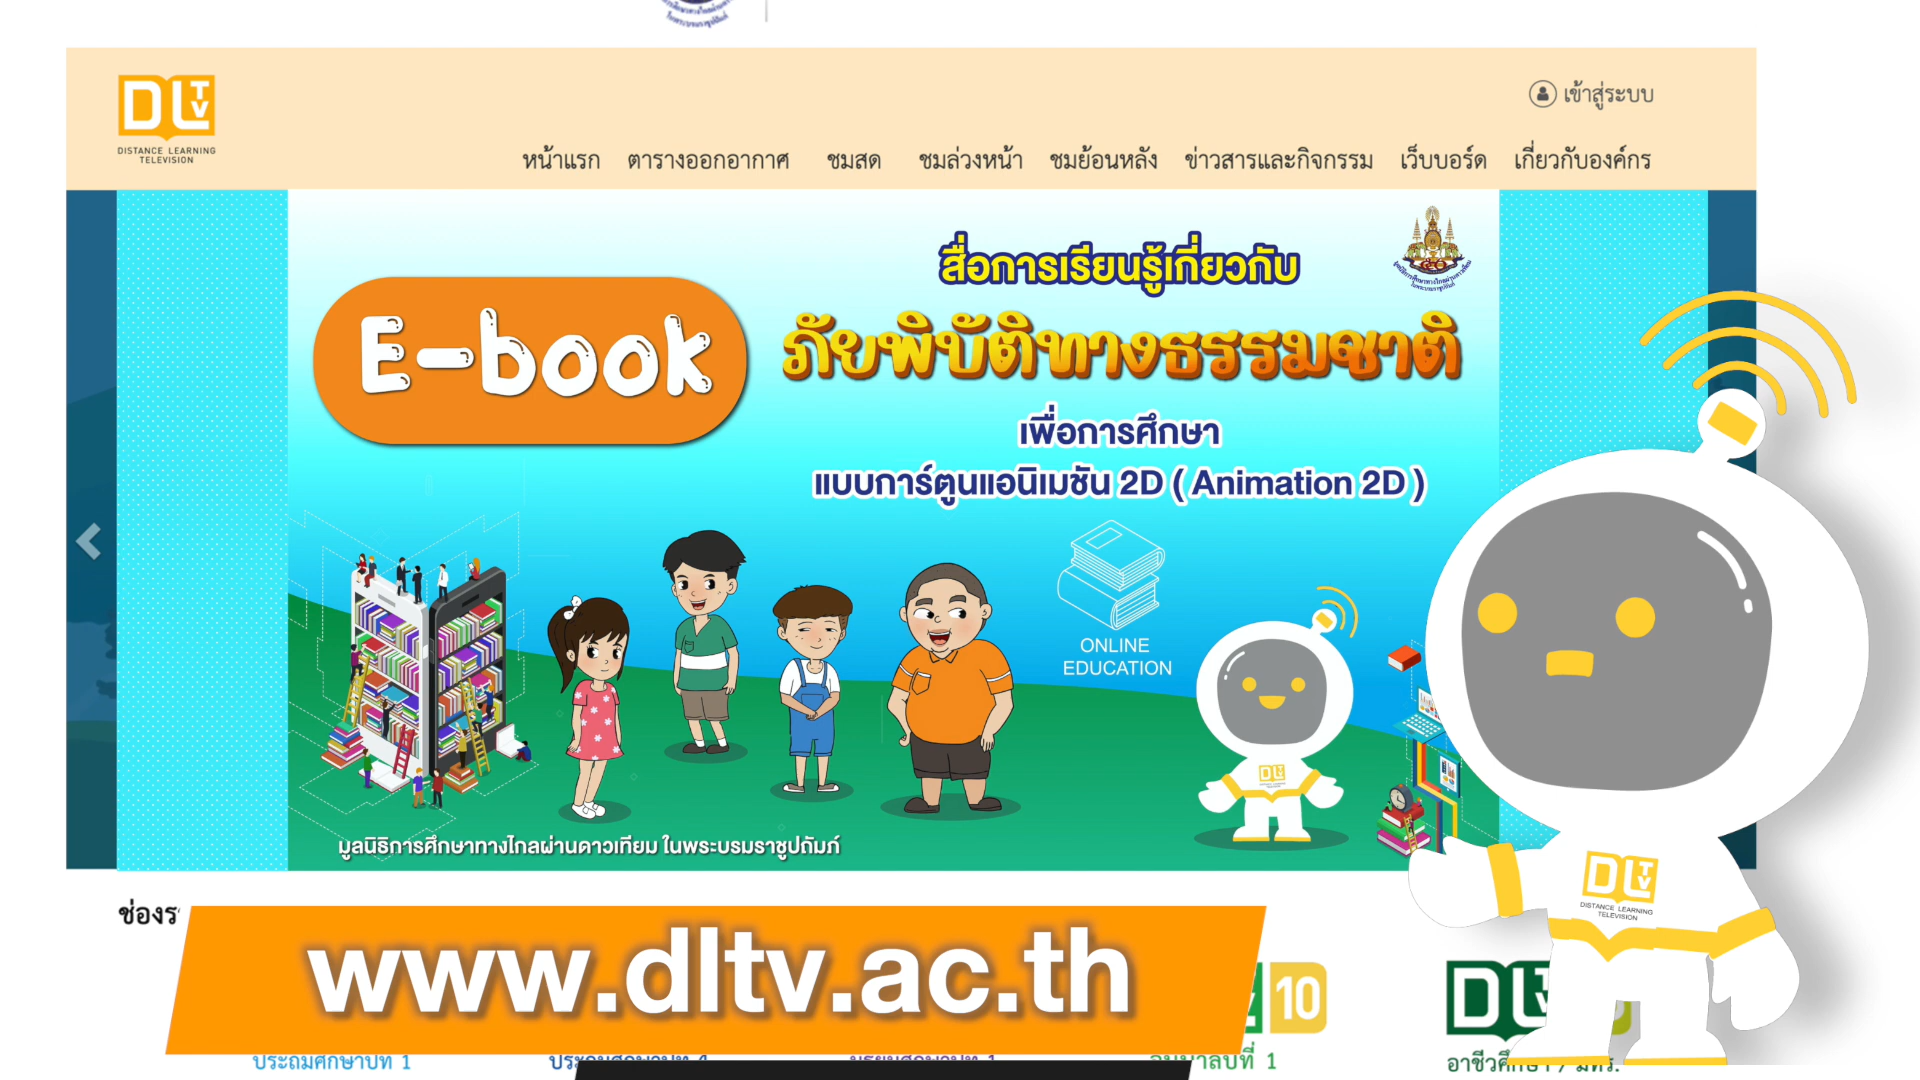 DLTV
DISTANCE LEARNING
TELEVISION
เข้าสู่ระบบ
หน้าแรก ตารางออกอากาศ ชมสด ชมล่วงหน้า ชมย้อนหลัง ข่าวสารและกิจกรรม เว็บบอร์ด เกี่ยวกับองค์กร
สื่อการเรียนรู้เกี่ยวกับ
E-book
ภัยพิบัติทางธรรมชาติ
เพื่อการศึกษา
แบบการ์ตูนแอนิเมชัน 2D ( Animation 2D )
ONLINE
EDUCATION
DLTV
มูลนิธิการศึกษาทางไกลผ่านดาวเทียม ในพระบรมราชูปถัมภ์
DLTV
DISTANCE LEARNING
TELEVISION
www.dltv.ac.th
10
ประถมศึกษาปีที่ 1